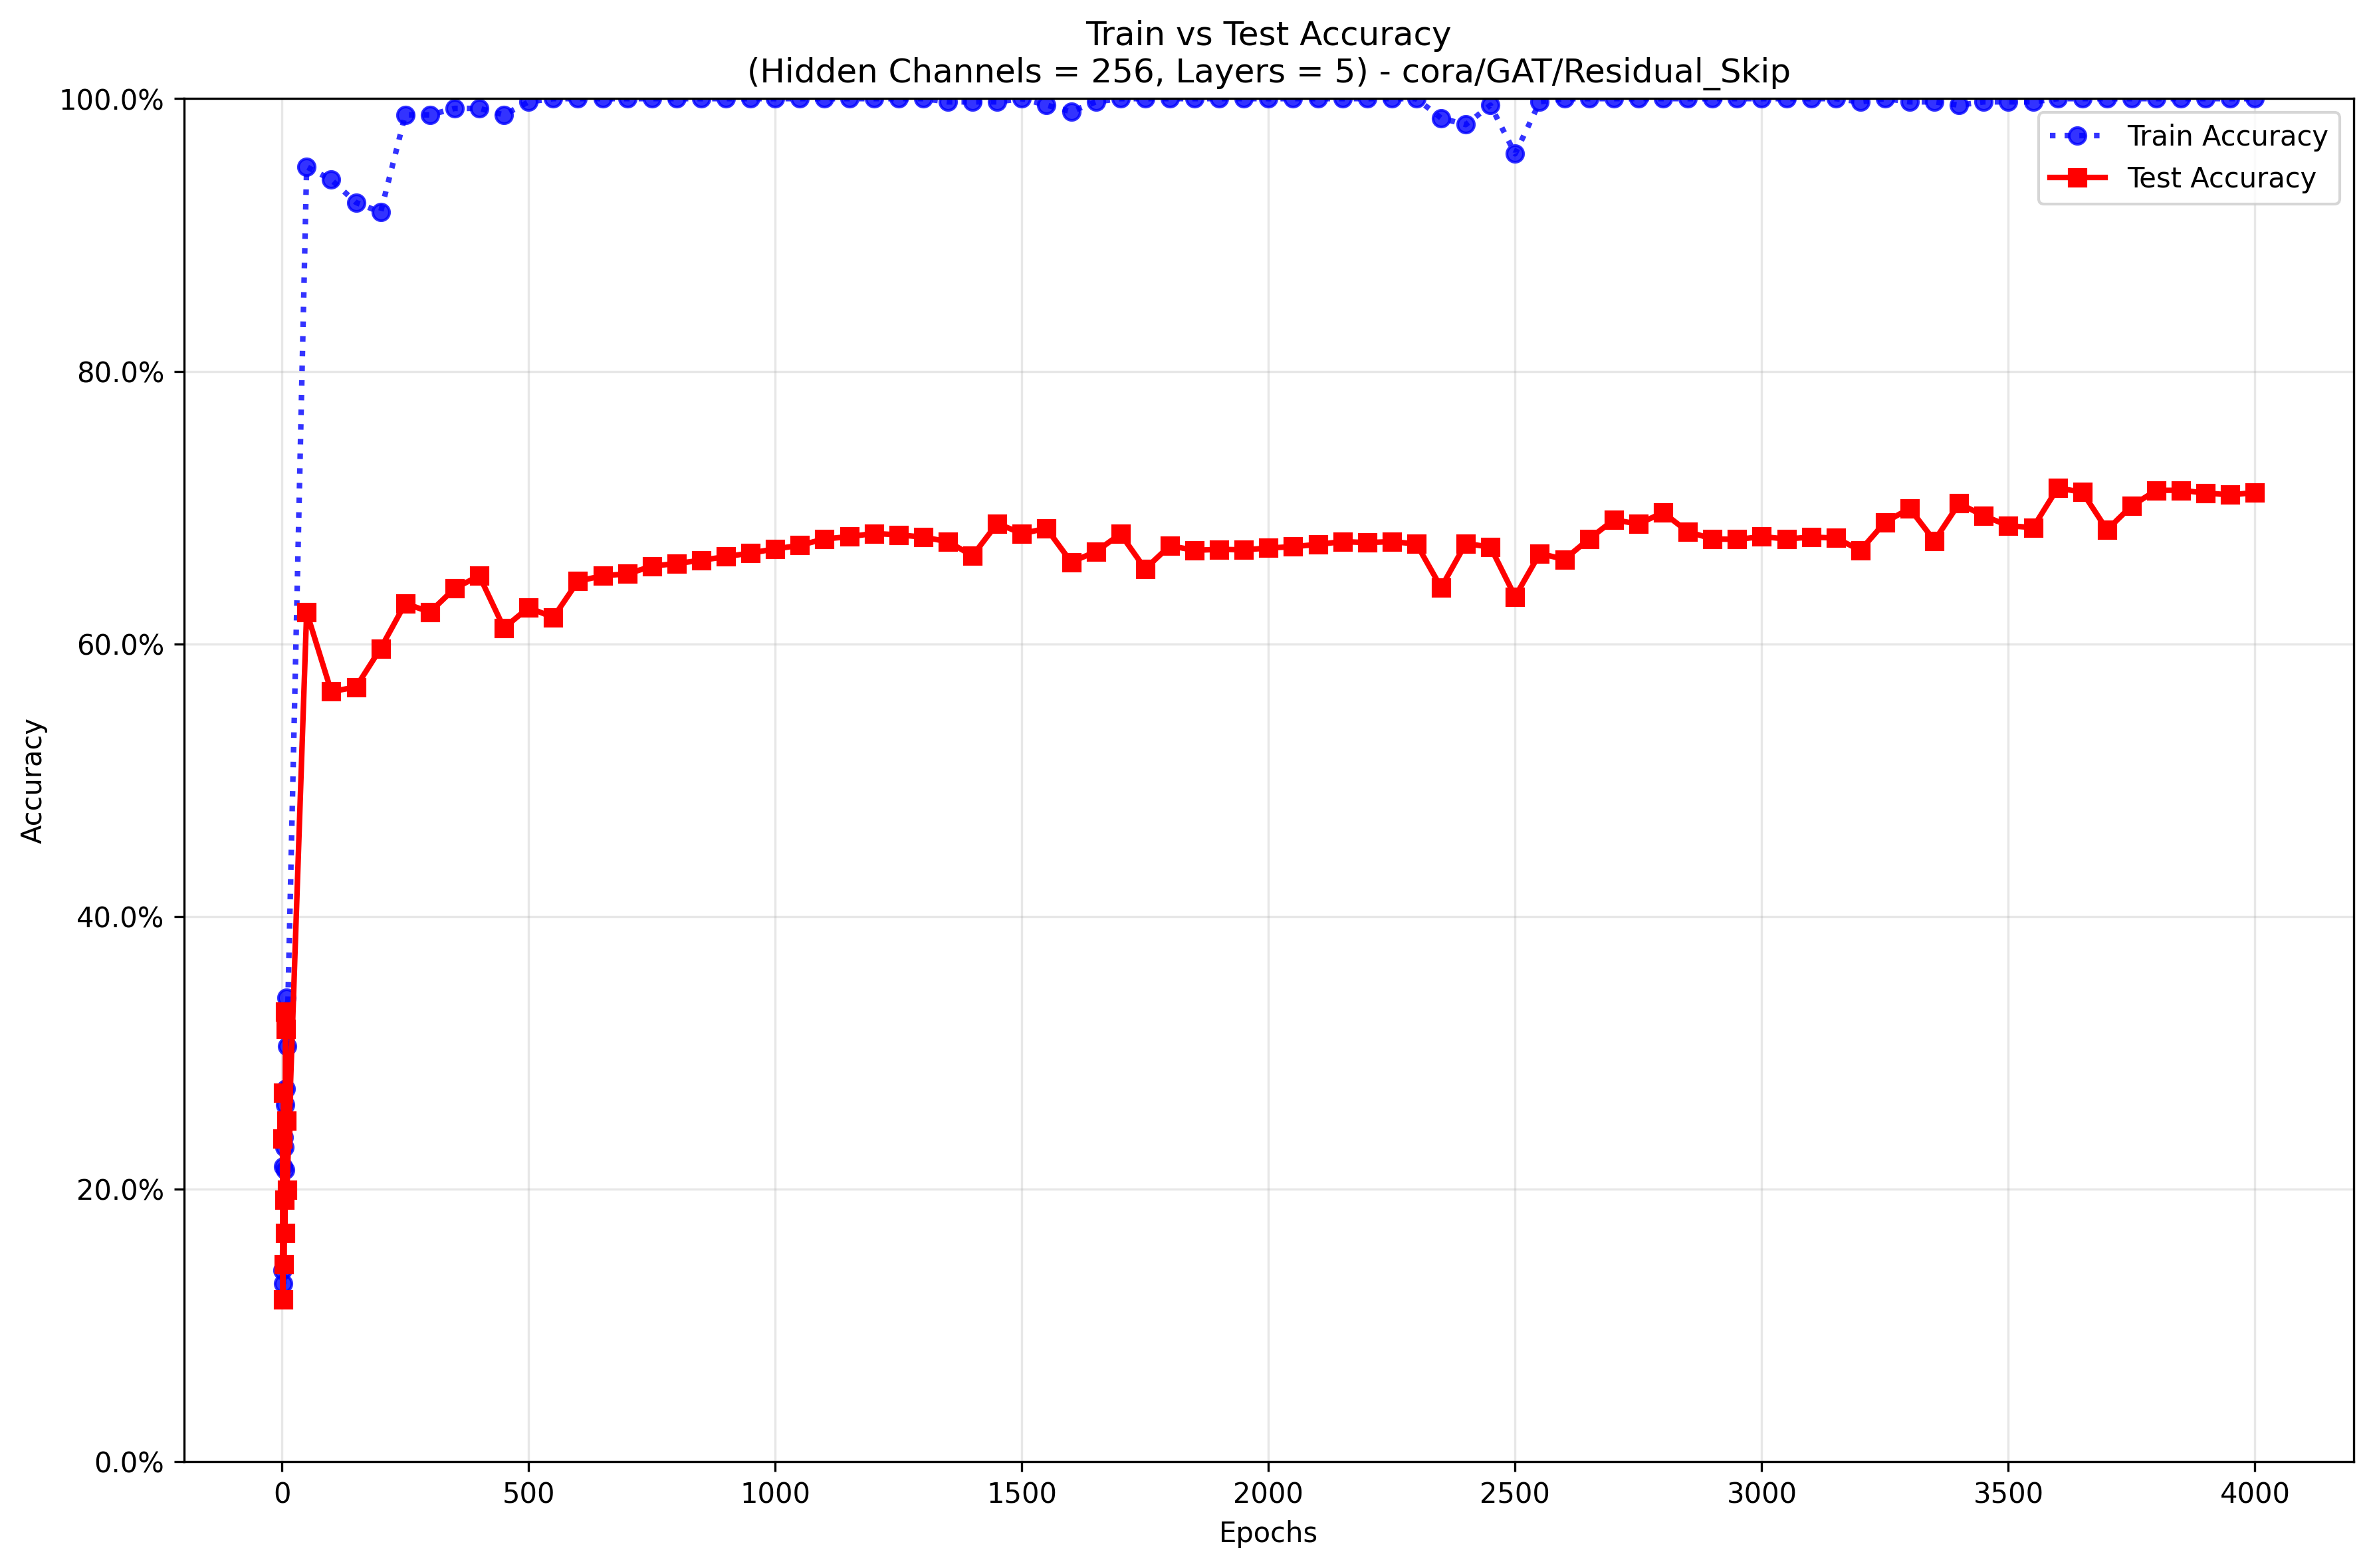 Train vs Test Accuracy
(Hidden Channels = 256, Layers = 5) - cora/GAT/Residual_Skip
100.0%
80.0%
60.0%
40.0%
20.0%
0.0%
Accuracy
Train Accuracy
Test Accuracy
0 500 1000 1500 2000 2500 3000 3500 4000
Epochs